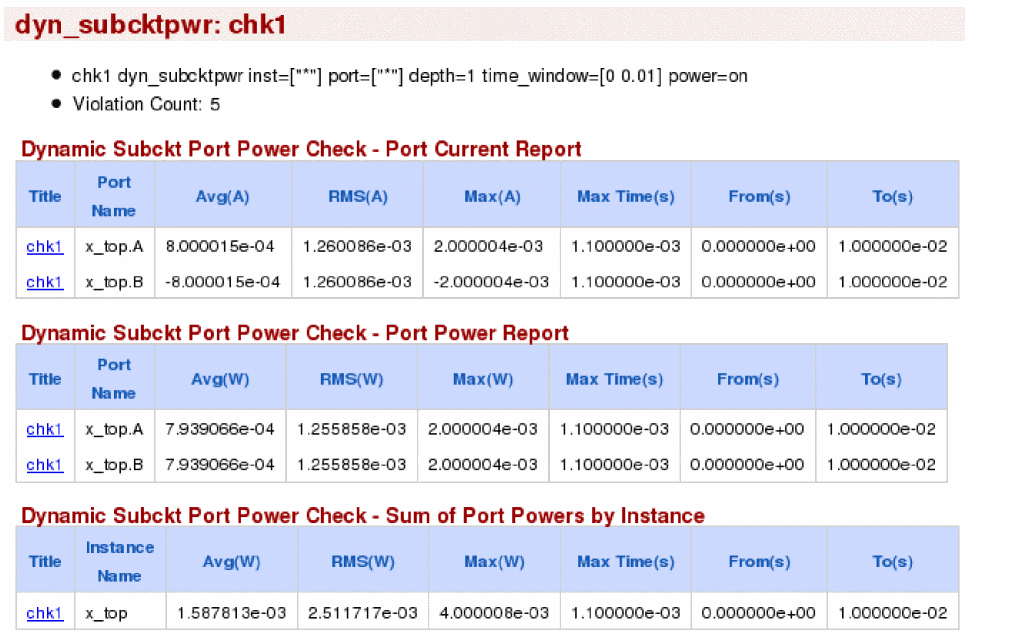 dyn_subcktpwr: chk1
● chk1 dyn_subcktpwr inst=["*"] port=["*"] depth=1 time_window=[0 0.01] power=on
● Violation Count: 5
Dynamic Subckt Port Power Check - Port Current Report
Title Port Name Avg(A) RMS(A) Max(A) Max Time(s) From(s) To(s)
chk1 x_top.A 8.000015e-04 1.260086e-03 2.000004e-03 1.100000e-03 0.000000e+00 1.000000e-02
chk1 x_top.B -8.000015e-04 1.260086e-03 -2.000004e-03 1.100000e-03 0.000000e+00 1.000000e-02
Dynamic Subckt Port Power Check - Port Power Report
Title Port Name Avg(W) RMS(W) Max(W) Max Time(s) From(s) To(s)
chk1 x_top.A 7.939066e-04 1.255858e-03 2.000004e-03 1.100000e-03 0.000000e+00 1.000000e-02
chk1 x_top.B 7.939066e-04 1.255858e-03 2.000004e-03 1.100000e-03 0.000000e+00 1.000000e-02
Dynamic Subckt Port Power Check - Sum of Port Powers by Instance
Title Instance Name Avg(W) RMS(W) Max(W) Max Time(s) From(s) To(s)
chk1 x_top 1.587813e-03 2.511717e-03 4.000008e-03 1.100000e-03 0.000000e+00 1.000000e-02